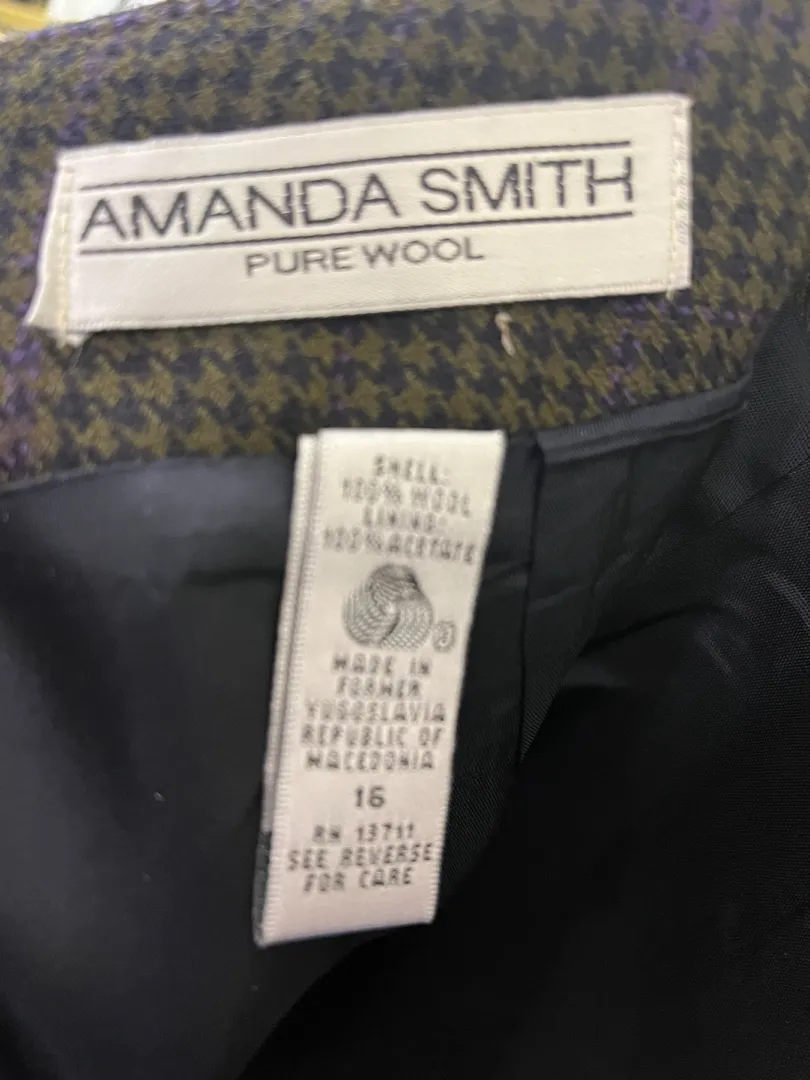 AMANDA SMITH
PURE WOOL
SHELL:
100% WOOL
LINING:
100% ACETATE
MADE IN
FORMER
YUGOSLAVIA
REPUBLIC OF
MACEDONIA
16
RN 13711
SEE REVERSE
FOR CARE